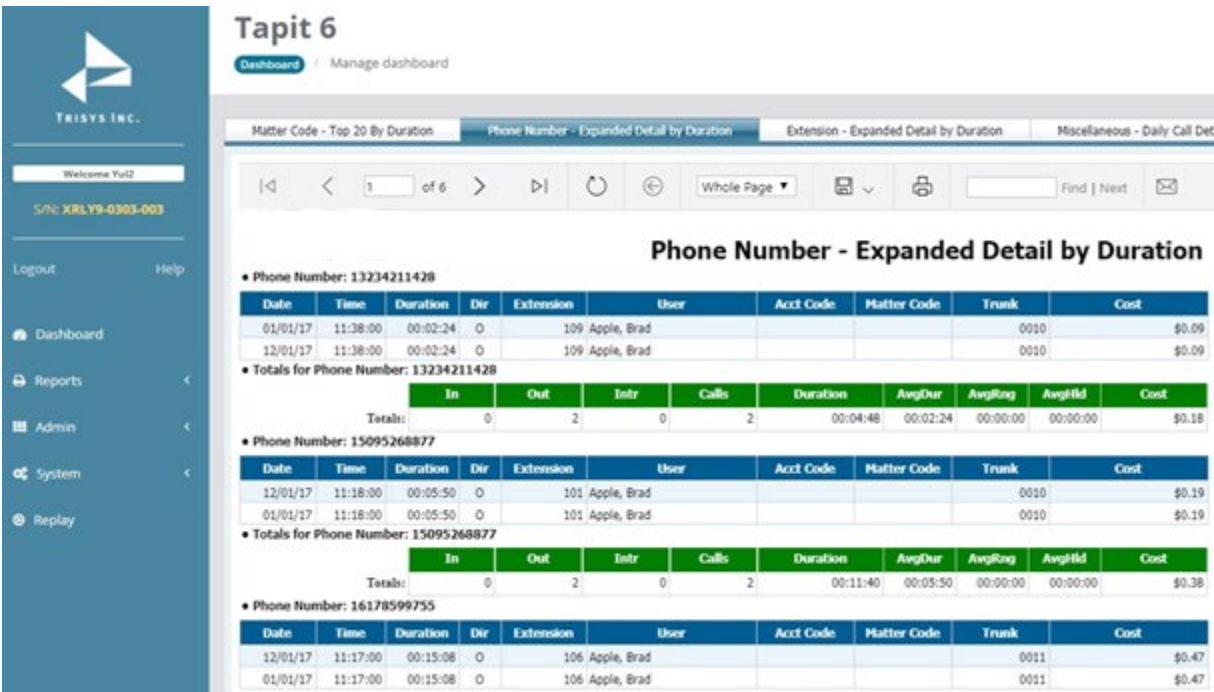 Tapit 6
Dashboard / Manage dashboard
TRISYS INC.
Welcome Yul2
S/N: XRLY9-0303-003
Logout Help
Dashboard
Reports
Admin
System
Replay
Matter Code - Top 20 By Duration Phone Number - Expanded Detail by Duration Extension - Expanded Detail by Duration Miscellaneous - Daily Call Det
1 of 6 Whole Page Find | Next
Phone Number - Expanded Detail by Duration
• Phone Number: 13234211428
Date Time Duration Dir Extension User Acct Code Matter Code Trunk Cost
01/01/17 11:38:00 00:02:24 O 109 Apple, Brad 0010 $0.09
12/01/17 11:38:00 00:02:24 O 109 Apple, Brad 0010 $0.09
• Totals for Phone Number: 13234211428
In Out Intr Calls Duration AvgDur AvgRng AvgHld Cost
Totals: 0 2 0 2 00:04:48 00:02:24 00:00:00 00:00:00 $0.18
• Phone Number: 15095268877
Date Time Duration Dir Extension User Acct Code Matter Code Trunk Cost
12/01/17 11:18:00 00:05:50 O 101 Apple, Brad 0010 $0.19
01/01/17 11:18:00 00:05:50 O 101 Apple, Brad 0010 $0.19
• Totals for Phone Number: 15095268877
In Out Intr Calls Duration AvgDur AvgRng AvgHld Cost
Totals: 0 2 0 2 00:11:40 00:05:50 00:00:00 00:00:00 $0.38
• Phone Number: 16178599755
Date Time Duration Dir Extension User Acct Code Matter Code Trunk Cost
12/01/17 11:17:00 00:15:08 O 106 Apple, Brad 0011 $0.47
01/01/17 11:17:00 00:15:08 O 106 Apple, Brad 0011 $0.47